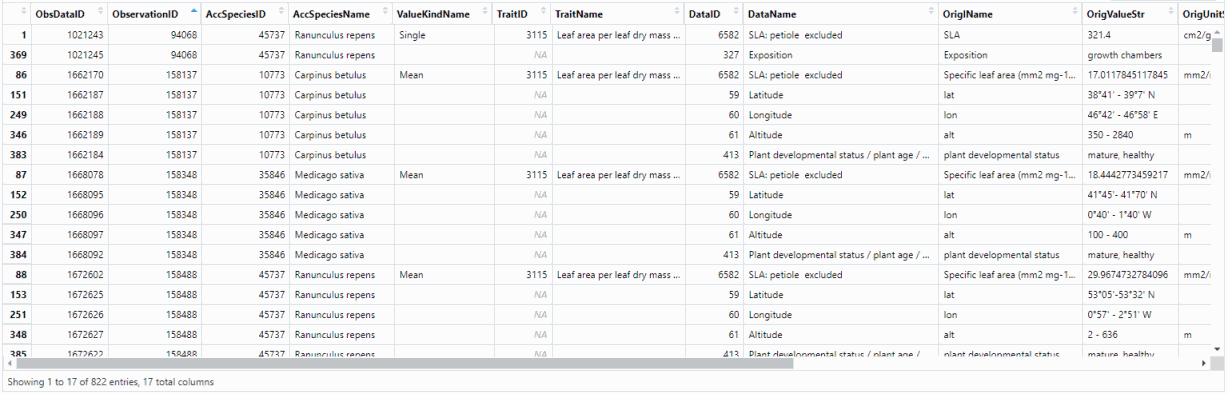 ObsDataID ObservationID AccSpeciesID AccSpeciesName ValueKindName TraitID TraitName DataID DataName OriglName OrigValueStr OrigUnitS
1 1021243 94068 45737 Ranunculus repens Single 3115 Leaf area per leaf dry mass ... 6582 SLA: petiole excluded SLA 321.4 cm2/g
369 1021245 94068 45737 Ranunculus repens NA 327 Exposition Exposition growth chambers
86 1662170 158137 10773 Carpinus betulus Mean 3115 Leaf area per leaf dry mass ... 6582 SLA: petiole excluded Specific leaf area (mm2 mg-1... 17.0117845117845 mm2/
151 1662187 158137 10773 Carpinus betulus NA 59 Latitude lat 38°41' - 39°7' N
249 1662188 158137 10773 Carpinus betulus NA 60 Longitude lon 46°42' - 46°58' E
346 1662189 158137 10773 Carpinus betulus NA 61 Altitude alt 350 - 2840 m
383 1662184 158137 10773 Carpinus betulus NA 413 Plant developmental status / plant age / ... plant developmental status mature, healthy
87 1668078 158348 35846 Medicago sativa Mean 3115 Leaf area per leaf dry mass ... 6582 SLA: petiole excluded Specific leaf area (mm2 mg-1... 18.4442773459217 mm2/
152 1668095 158348 35846 Medicago sativa NA 59 Latitude lat 41°45'- 41°70' N
250 1668096 158348 35846 Medicago sativa NA 60 Longitude lon 0°40' - 1°40' W
347 1668097 158348 35846 Medicago sativa NA 61 Altitude alt 100 - 400 m
384 1668092 158348 35846 Medicago sativa NA 413 Plant developmental status / plant age / ... plant developmental status mature, healthy
88 1672602 158488 45737 Ranunculus repens Mean 3115 Leaf area per leaf dry mass ... 6582 SLA: petiole excluded Specific leaf area (mm2 mg-1... 29.9674732784096 mm2/
153 1672625 158488 45737 Ranunculus repens NA 59 Latitude lat 53°05'-53°32' N
251 1672626 158488 45737 Ranunculus repens NA 60 Longitude lon 0°57' - 2°51' W
348 1672627 158488 45737 Ranunculus repens NA 61 Altitude alt 2 - 636 m
385 1672622 158488 45737 Ranunculus repens NA 413 Plant developmental status / plant age / plant developmental status mature, healthy
Showing 1 to 17 of 822 entries, 17 total columns